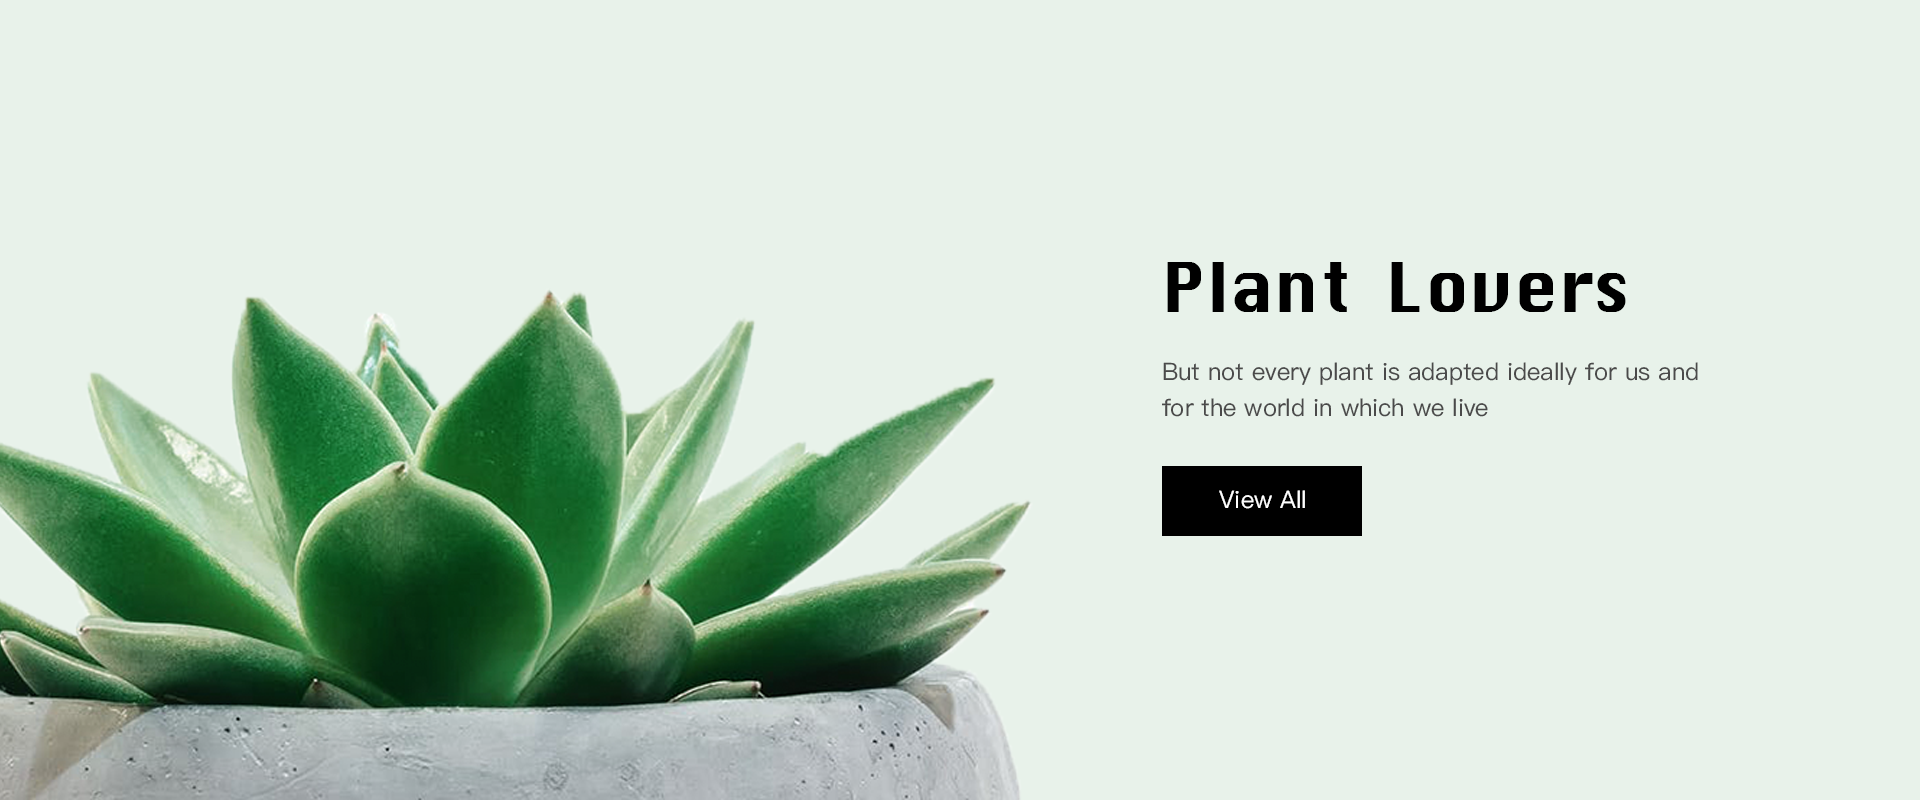 Plant Lovers
But not every plant is adapted ideally for us and
for the world in which we live
View All